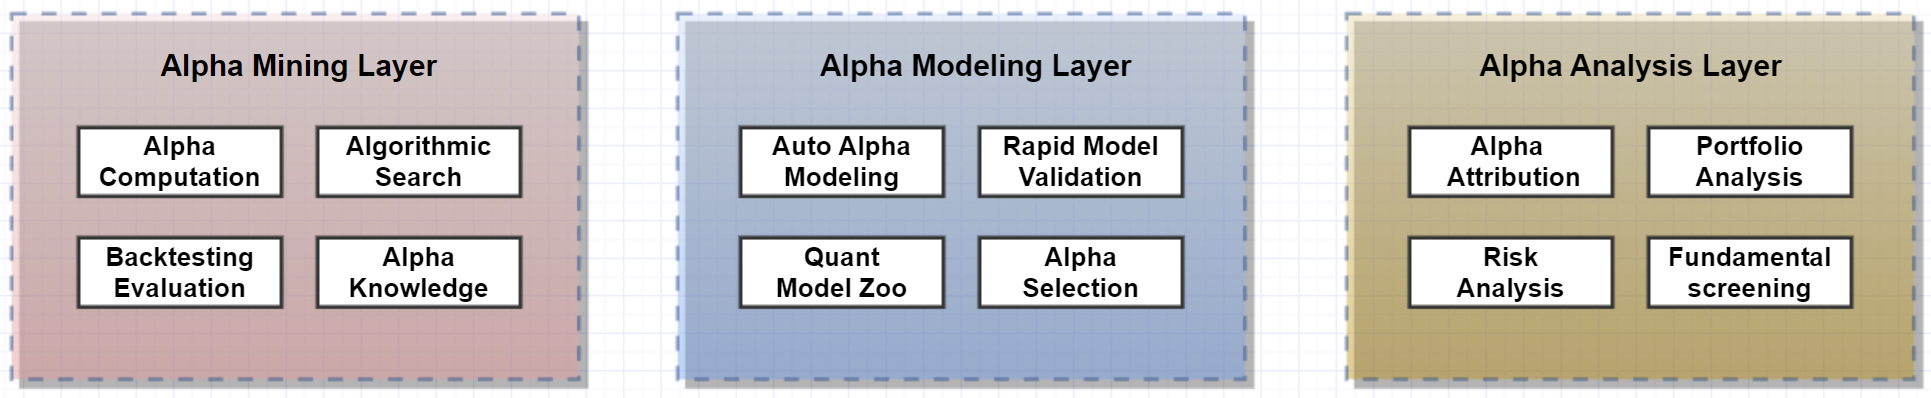 Alpha Mining Layer
Alpha
Computation
Algorithmic
Search
Backtesting
Evaluation
Alpha
Knowledge
Alpha Modeling Layer
Auto Alpha
Modeling
Rapid Model
Validation
Quant
Model Zoo
Alpha
Selection
Alpha Analysis Layer
Alpha
Attribution
Portfolio
Analysis
Risk
Analysis
Fundamental
screening